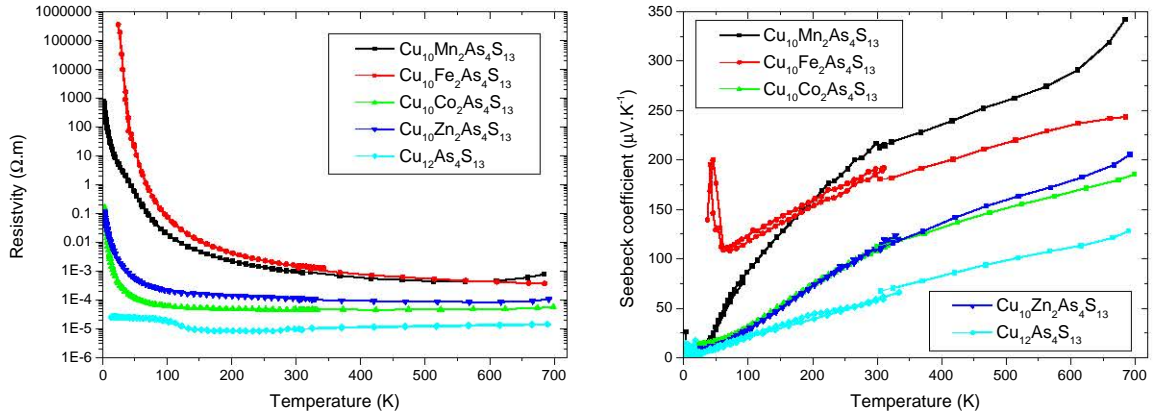 1000000
100000
10000
1000
100
10
1
0.1
0.01
1E-3
1E-4
1E-5
1E-6
Resistvity (Ω.m)
Cu₁₀Mn₂As₄S₁₃
Cu₁₀Fe₂As₄S₁₃
Cu₁₀Co₂As₄S₁₃
Cu₁₀Zn₂As₄S₁₃
Cu₁₂As₄S₁₃
0 100 200 300 400 500 600 700
Temperature (K)
350
300
250
200
150
100
50
0
Seebeck coefficient (µV.K⁻¹)
Cu₁₀Mn₂As₄S₁₃
Cu₁₀Fe₂As₄S₁₃
Cu₁₀Co₂As₄S₁₃
Cu₁₀Zn₂As₄S₁₃
Cu₁₂As₄S₁₃
0 100 200 300 400 500 600 700
Temperature (K)